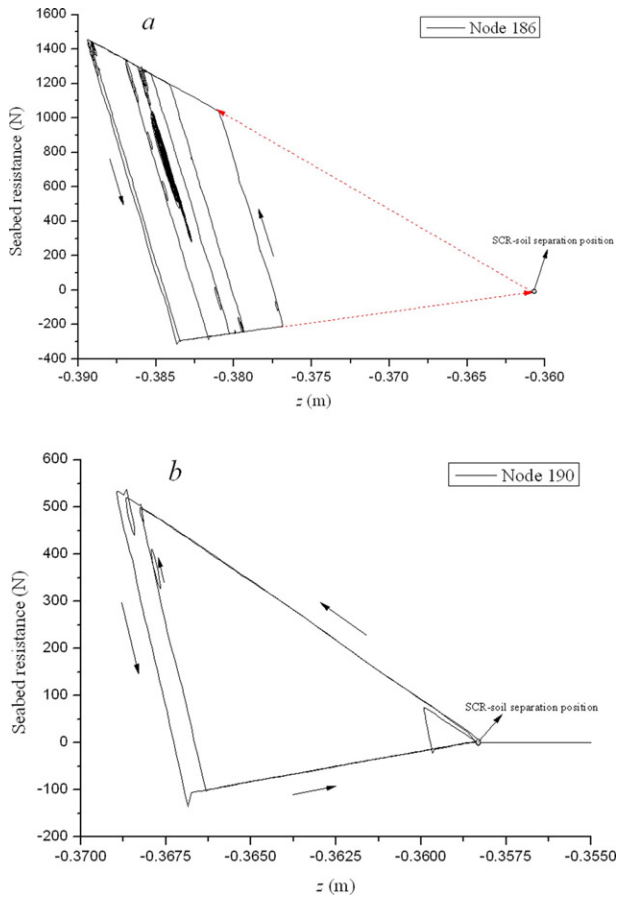 a
Node 186
1600
1400
1200
1000
800
600
400
200
0
-200
-400
Seabed resistance (N)
SCR-soil separation position
-0.390 -0.385 -0.380 -0.375 -0.370 -0.365 -0.360
z (m)
b
Node 190
600
500
400
300
200
100
0
-100
-200
Seabed resistance (N)
SCR-soil separation position
-0.3700 -0.3675 -0.3650 -0.3625 -0.3600 -0.3575 -0.3550
z (m)